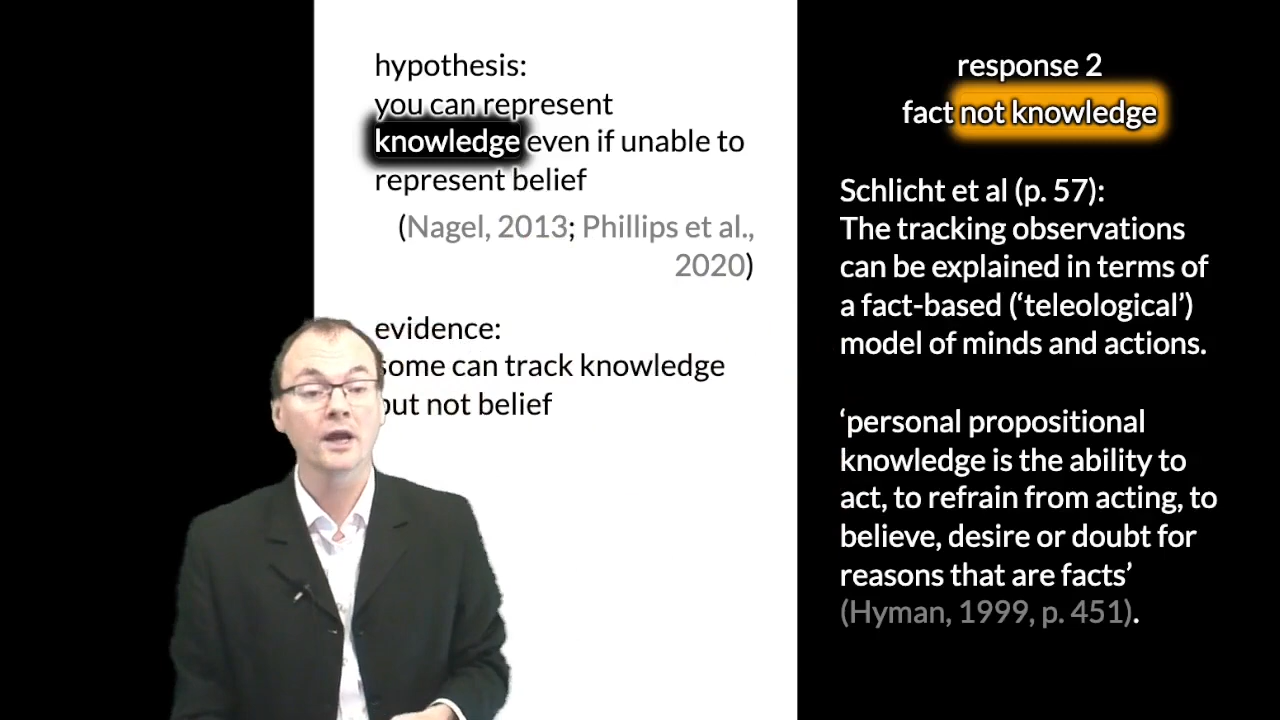 hypothesis:
you can represent
knowledge even if unable to
represent belief
(Nagel, 2013; Phillips et al.,
2020)
evidence:
some can track knowledge
but not belief
response 2
fact not knowledge
Schlicht et al (p. 57):
The tracking observations
can be explained in terms of
a fact-based (‘teleological’)
model of minds and actions.
‘personal propositional
knowledge is the ability to
act, to refrain from acting, to
believe, desire or doubt for
reasons that are facts’
(Hyman, 1999, p. 451).